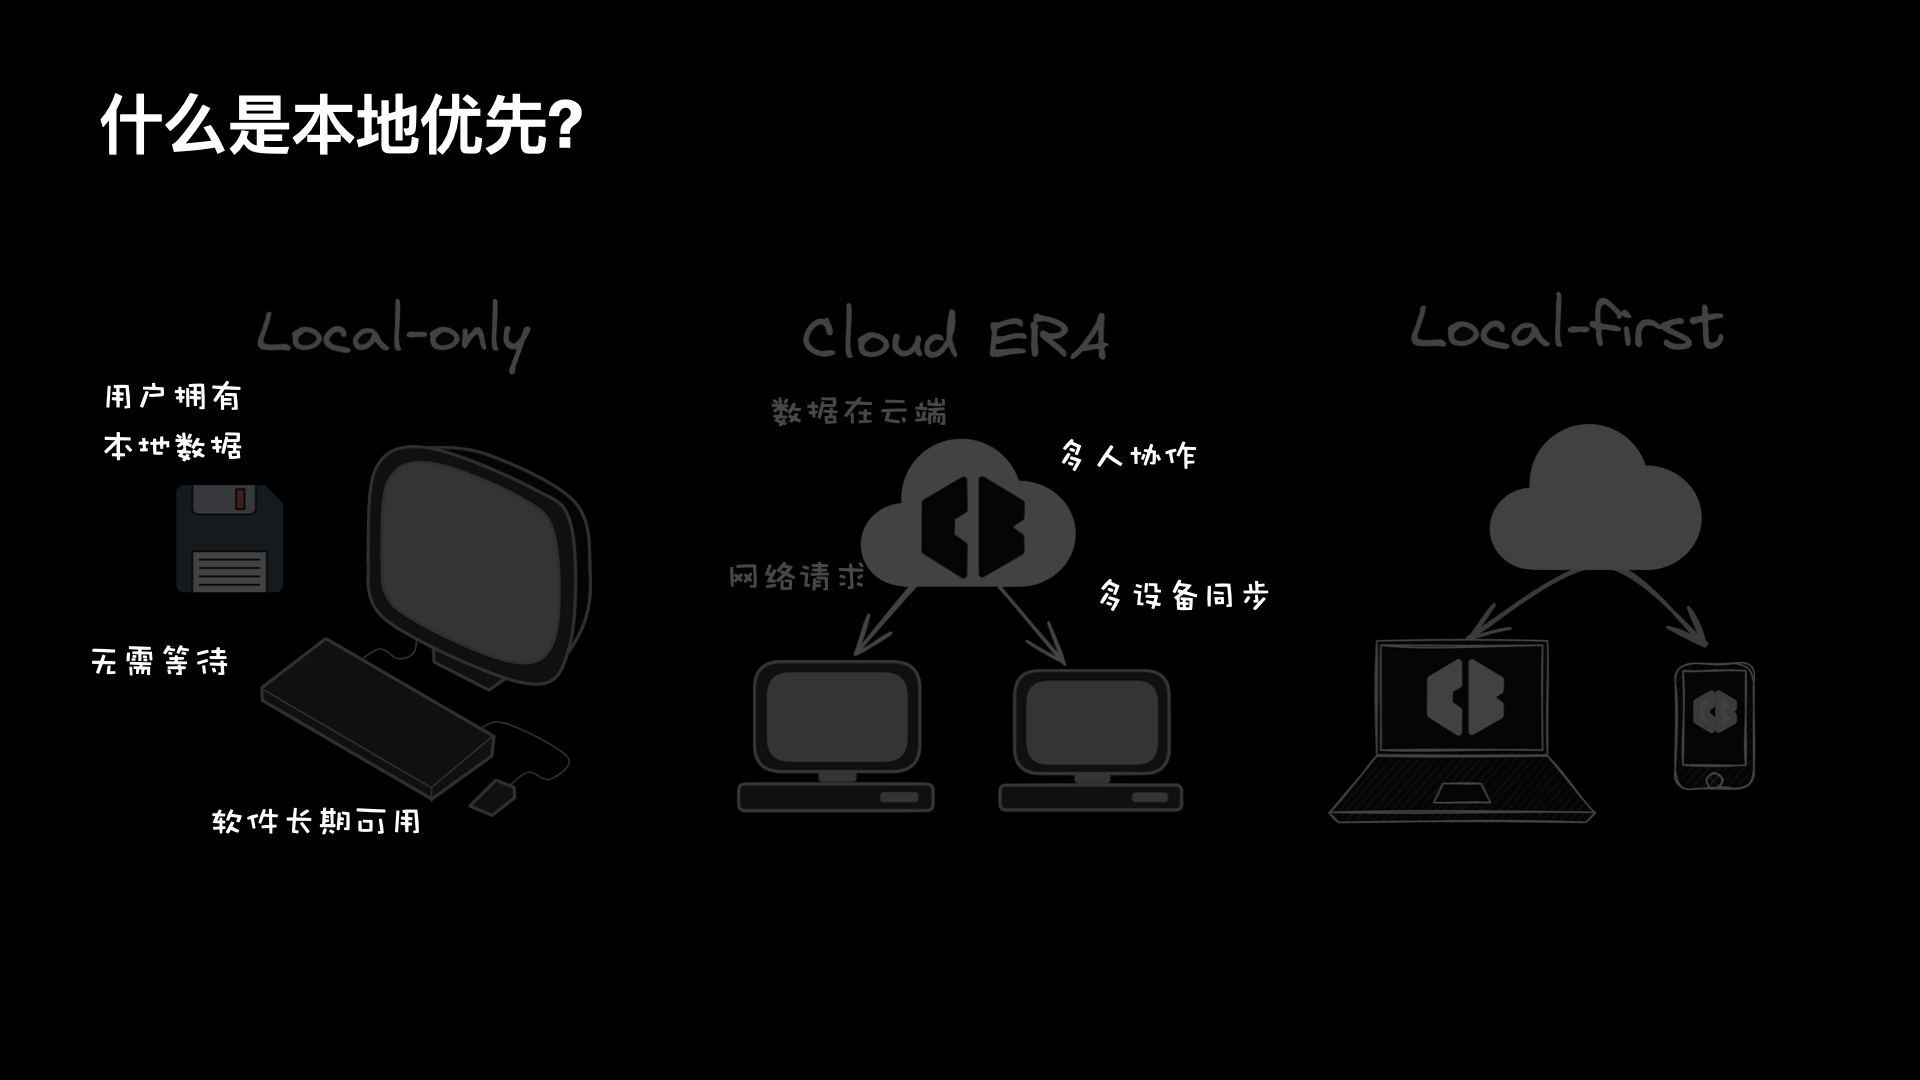 什么是本地优先?
Local-only
用户拥有
本地数据
无需等待
软件长期可用
Cloud ERA
数据在云端
多人协作
网络请求
多设备同步
Local-first